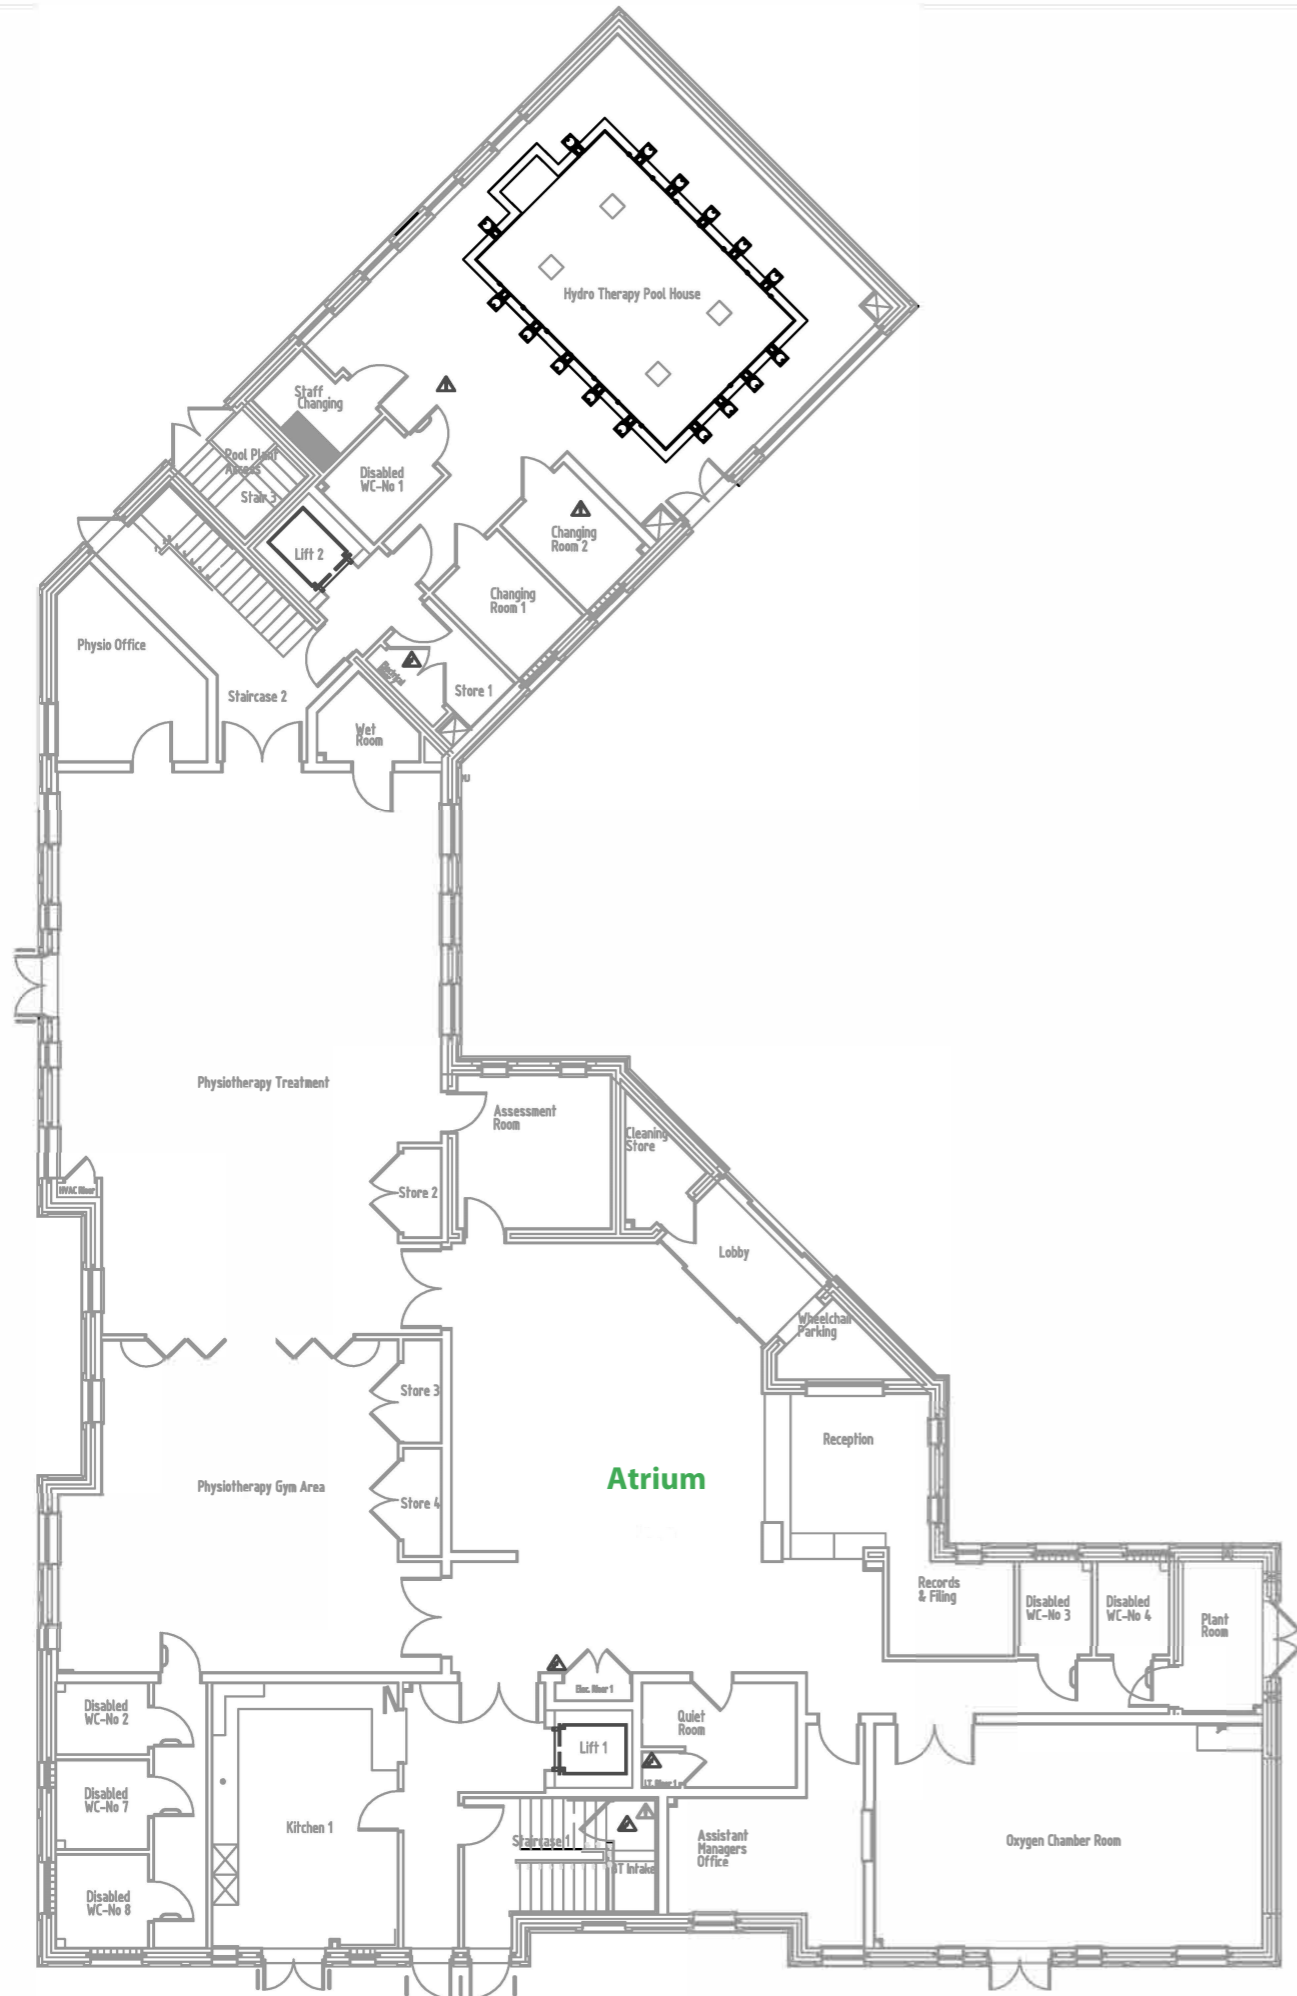 Hydro Therapy Pool House
Staff
Changing
Pool Plant
Access
Stair 3
Disabled
WC-No 1
Lift 2
Changing
Room 2
Changing
Room 1
Physio Office
Staircase 2
Store 1
Wet
Room
Physiotherapy Treatment
Assessment
Room
Cleaning
Store
Store 2
HVAC Riser
Lobby
Wheelchair
Parking
Store 3
Reception
Atrium
Physiotherapy Gym Area
Store 4
Records
& Filing
Disabled
WC-No 3
Disabled
WC-No 4
Plant
Room
Elec. Riser 1
Disabled
WC-No 2
Quiet
Room
Lift 1
I.T. Riser 1
Disabled
WC-No 7
Kitchen 1
Staircase 1
Assistant
Managers
Office
Oxygen Chamber Room
BT Intake
Disabled
WC-No 8